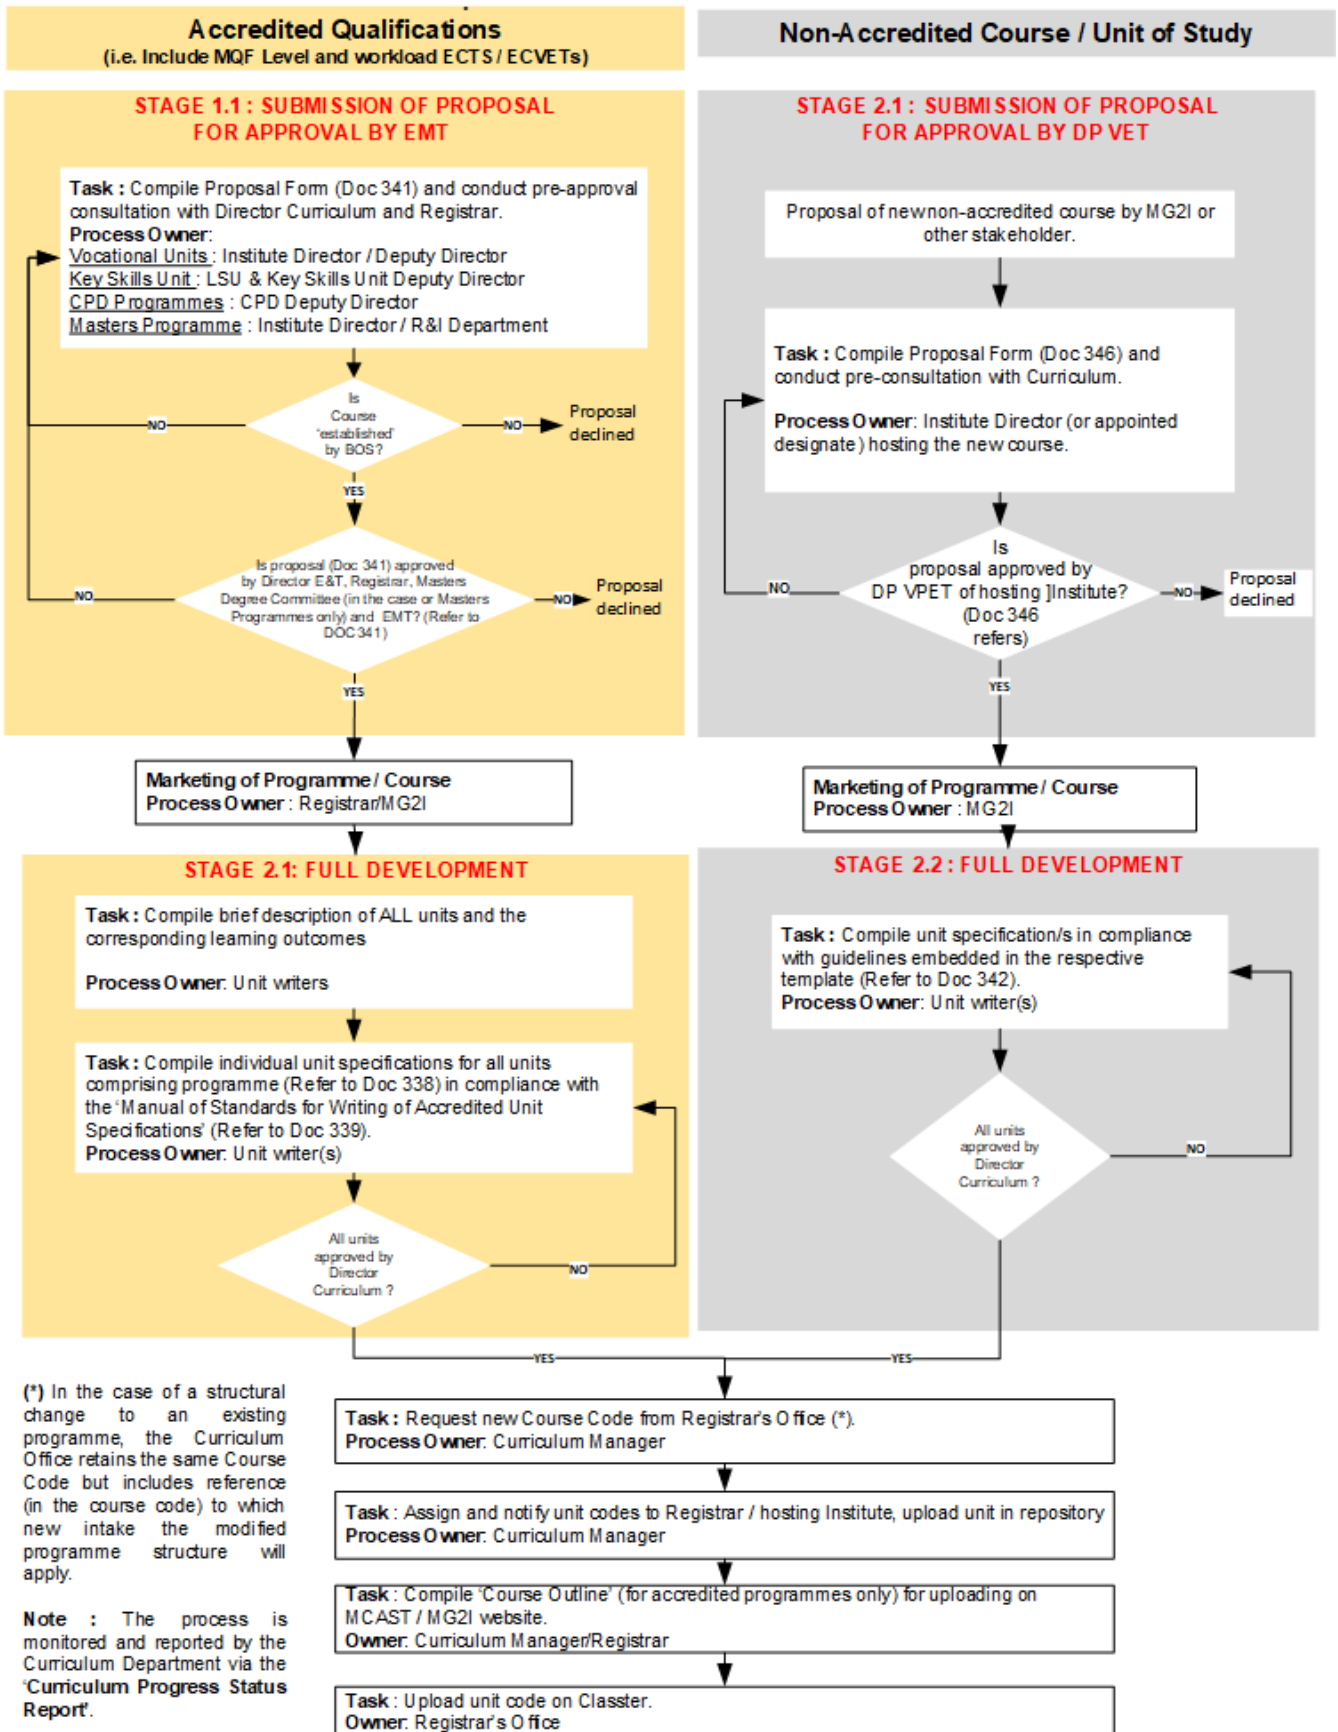 Accredited Qualifications
(i.e. Include MQF Level and workload ECTS / ECVETs)
Non-Accredited Course / Unit of Study
STAGE 1.1 : SUBMISSION OF PROPOSAL
FOR APPROVAL BY EMT
Task : Compile Proposal Form (Doc 341) and conduct pre-approval
consultation with Director Curriculum and Registrar.
Process Owner:
Vocational Units : Institute Director / Deputy Director
Key Skills Unit : LSU & Key Skills Unit Deputy Director
CPD Programmes : CPD Deputy Director
Masters Programme : Institute Director / R&I Department
Is
Course
'established'
by BOS?
NO
NO
Proposal
declined
YES
Is proposal (Doc 341) approved
by Director E&T, Registrar, Masters
Degree Committee (in the case or Masters
Programmes only) and EMT? (Refer to
DOC 341)
NO
NO
Proposal
declined
YES
STAGE 2.1 : SUBMISSION OF PROPOSAL
FOR APPROVAL BY DP VET
Proposal of new non-accredited course by MG2I or
other stakeholder.
Task : Compile Proposal Form (Doc 346) and
conduct pre-consultation with Curriculum.
Process Owner: Institute Director (or appointed
designate) hosting the new course.
Is
proposal approved by
DP VPET of hosting ]Institute?
(Doc 346
refers)
NO
NO
Proposal
declined
YES
Marketing of Programme / Course
Process Owner : Registrar/MG2I
Marketing of Programme / Course
Process Owner : MG2I
STAGE 2.1: FULL DEVELOPMENT
Task : Compile brief description of ALL units and the
corresponding learning outcomes
Process Owner: Unit writers
Task : Compile individual unit specifications for all units
comprising programme (Refer to Doc 338) in compliance with
the 'Manual of Standards for Writing of Accredited Unit
Specifications' (Refer to Doc 339).
Process Owner: Unit writer(s)
All units
approved by
Director
Curriculum ?
NO
STAGE 2.2 : FULL DEVELOPMENT
Task : Compile unit specification/s in compliance
with guidelines embedded in the respective
template (Refer to Doc 342).
Process Owner: Unit writer(s)
All units
approved by
Director
Curriculum ?
NO
YES
YES
(*) In the case of a structural
change to an existing
programme, the Curriculum
Office retains the same Course
Code but includes reference
(in the course code) to which
new intake the modified
programme structure will
apply.
Note : The process is
monitored and reported by the
Curriculum Department via the
'Curriculum Progress Status
Report'.
Task : Request new Course Code from Registrar's Office (*).
Process Owner: Curriculum Manager
Task : Assign and notify unit codes to Registrar / hosting Institute, upload unit in repository
Process Owner: Curriculum Manager
Task : Compile 'Course Outline' (for accredited programmes only) for uploading on
MCAST / MG2I website.
Owner: Curriculum Manager/Registrar
Task : Upload unit code on Classter.
Owner: Registrar's Office